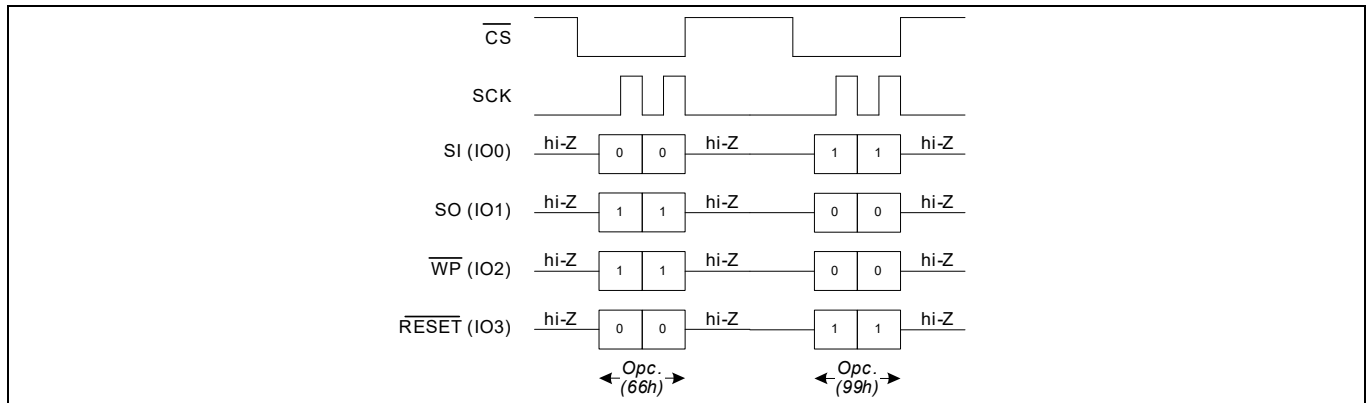 CS
SCK
SI (IO0) hi-Z 0 0 hi-Z 1 1 hi-Z
SO (IO1) hi-Z 1 1 hi-Z 0 0 hi-Z
WP (IO2) hi-Z 1 1 hi-Z 0 0 hi-Z
RESET (IO3) hi-Z 0 0 hi-Z 1 1 hi-Z
Opc. Opc.
(66h) (99h)